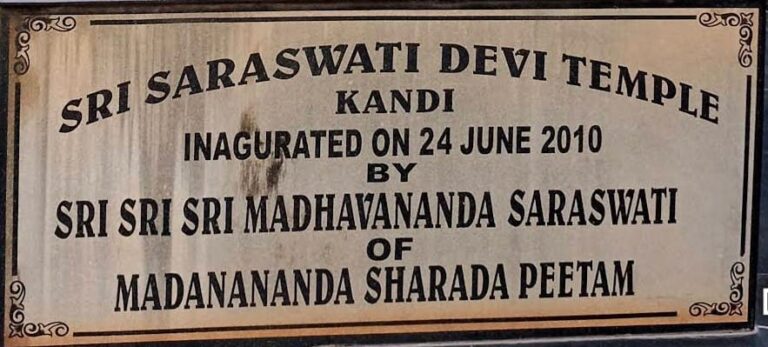 SRI SARASWATI DEVI TEMPLE
KANDI
INAGURATED ON 24 JUNE 2010
BY
SRI SRI SRI MADHAVANANDA SARASWATI
OF
MADANANANDA SHARADA PEETAM